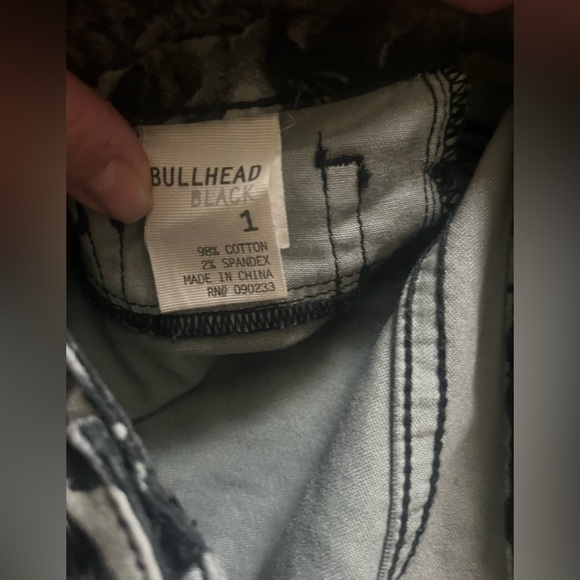 BULLHEAD
BLACK
1
98% COTTON
2% SPANDEX
MADE IN CHINA
RN# 090233